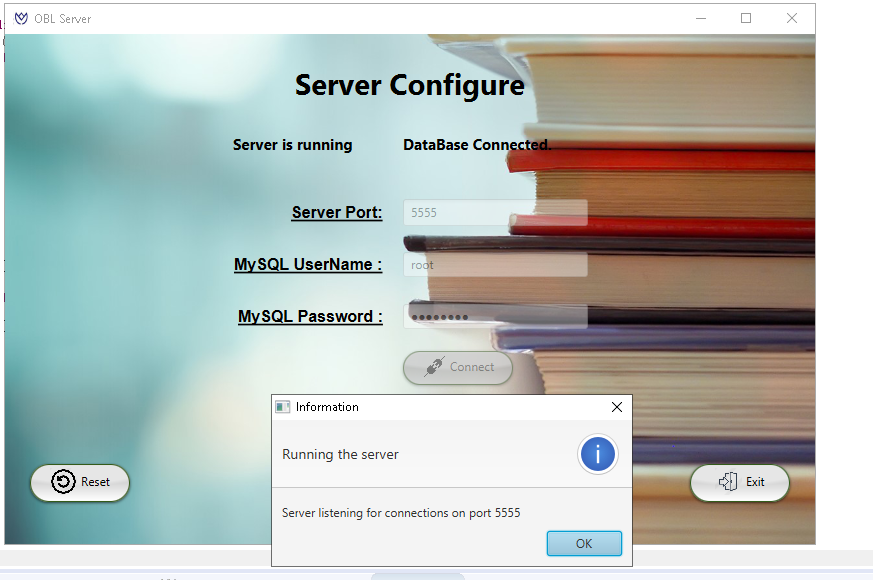 OBL Server
Server Configure
Server is running
DataBase Connected.
Server Port:
5555
MySQL UserName :
root
MySQL Password :
••••••••
Connect
Information
Running the server
Server listening for connections on port 5555
OK
Reset
Exit